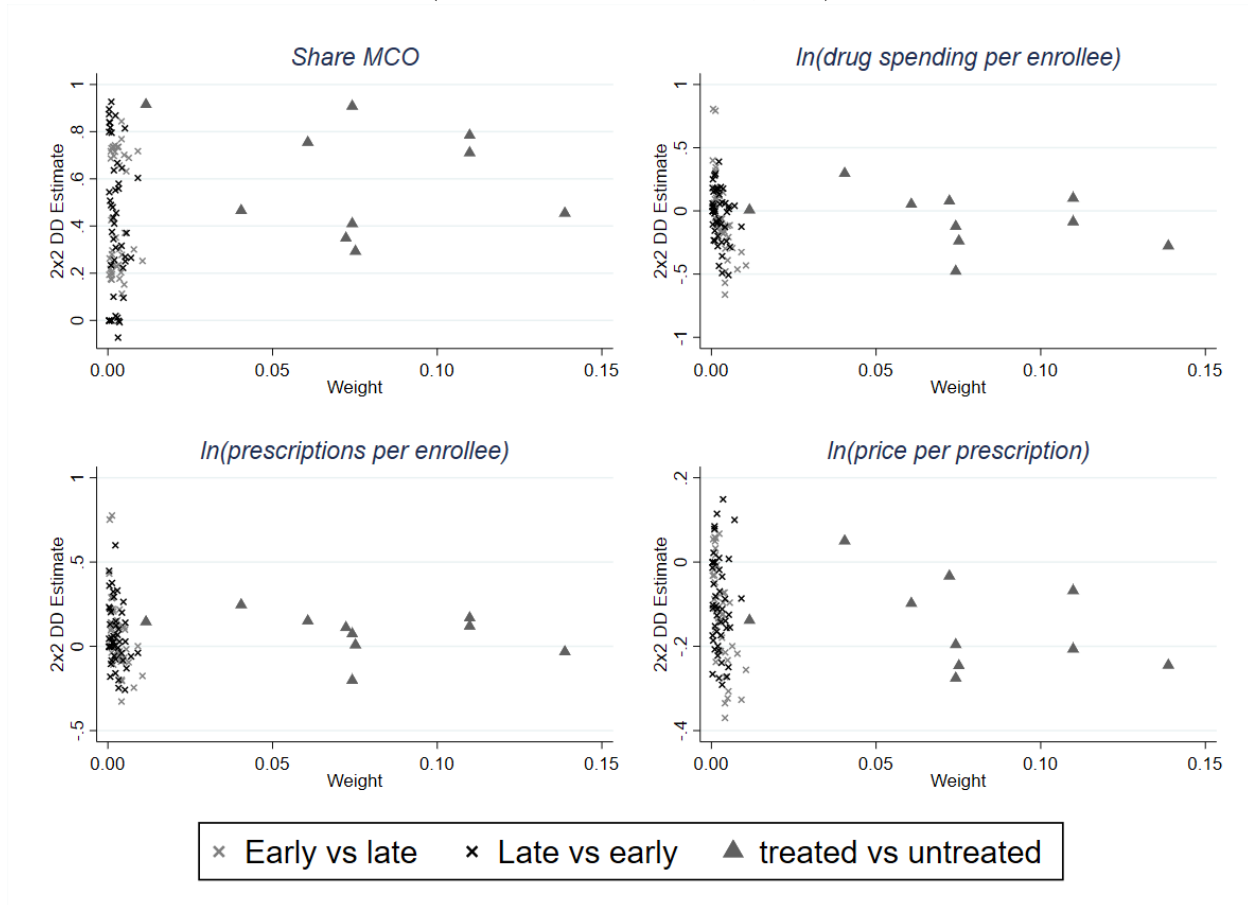 Share MCO
2x2 DD Estimate
0 .2 .4 .6 .8 1
0.00 0.05 0.10 0.15
Weight
ln(drug spending per enrollee)
2x2 DD Estimate
-1 -.5 0 .5 1
0.00 0.05 0.10 0.15
Weight
ln(prescriptions per enrollee)
2x2 DD Estimate
-.5 0 .5 1
0.00 0.05 0.10 0.15
Weight
ln(price per prescription)
2x2 DD Estimate
-.4 -.2 0 .2
0.00 0.05 0.10 0.15
Weight
Early vs late Late vs early treated vs untreated